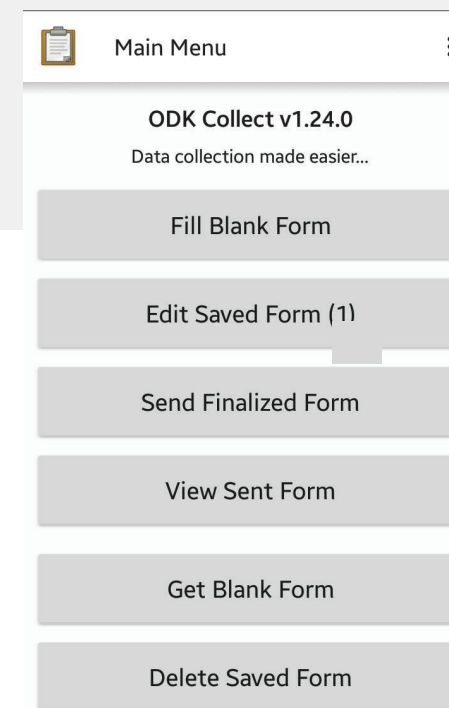 Main Menu
ODK Collect v1.24.0
Data collection made easier...
Fill Blank Form
Edit Saved Form (1)
Send Finalized Form
View Sent Form
Get Blank Form
Delete Saved Form